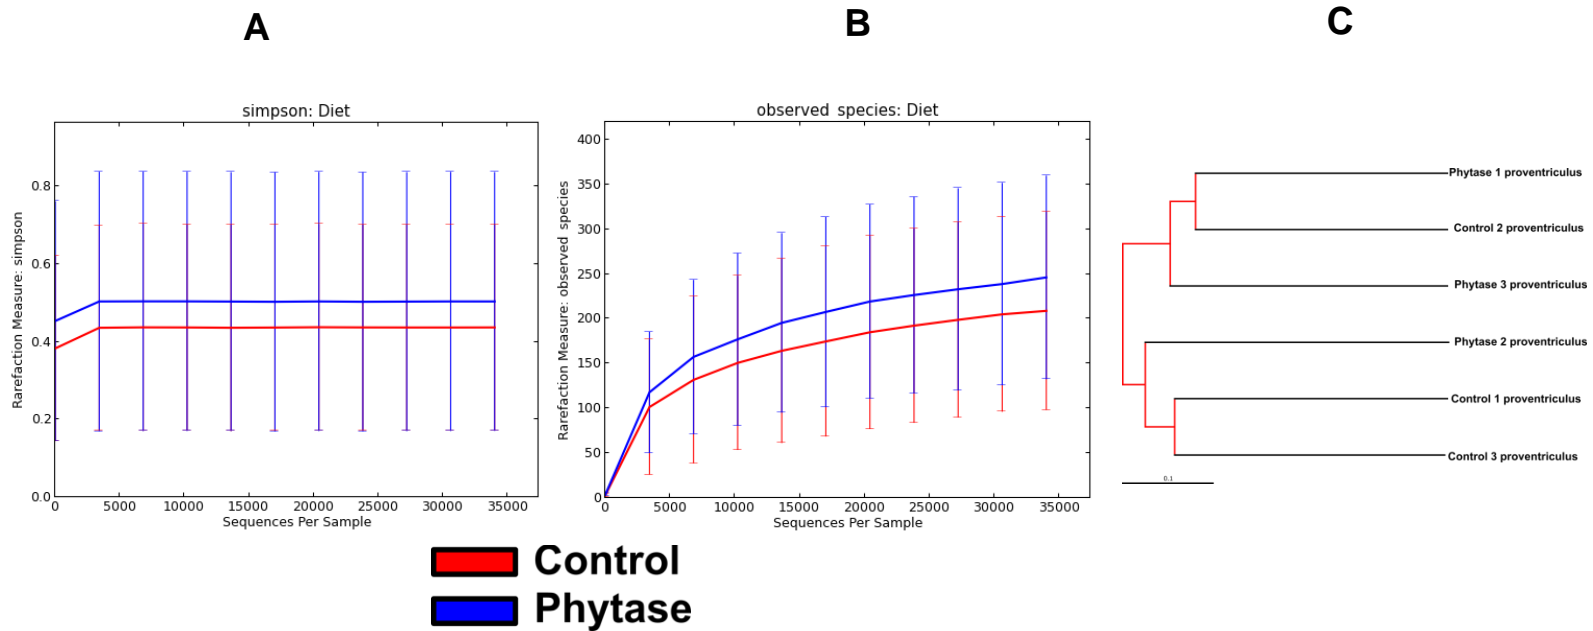 A
B
C
simpson: Diet
Rarefaction Measure: simpson
0.8
0.6
0.4
0.2
0.0
0
5000
10000
15000
20000
25000
30000
35000
Sequences Per Sample
observed species: Diet
Rarefaction Measure: observed species
400
350
300
250
200
150
100
50
0
0
5000
10000
15000
20000
25000
30000
35000
Sequences Per Sample
Phytase 1 proventriculus
Control 2 proventriculus
Phytase 3 proventriculus
Phytase 2 proventriculus
Control 1 proventriculus
Control 3 proventriculus
0.1
Control
Phytase